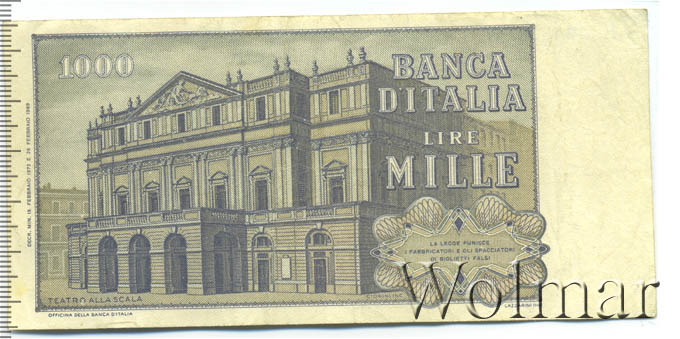 1000
BANCA
D'ITALIA
LIRE
MILLE
LA LEGGE PUNISCE
I FABBRICATORI E GLI SPACCIATORI
DI BIGLIETTI FALSI
TEATRO ALLA SCALA
OFFICINA DELLA BANCA D'ITALIA
Wolmar